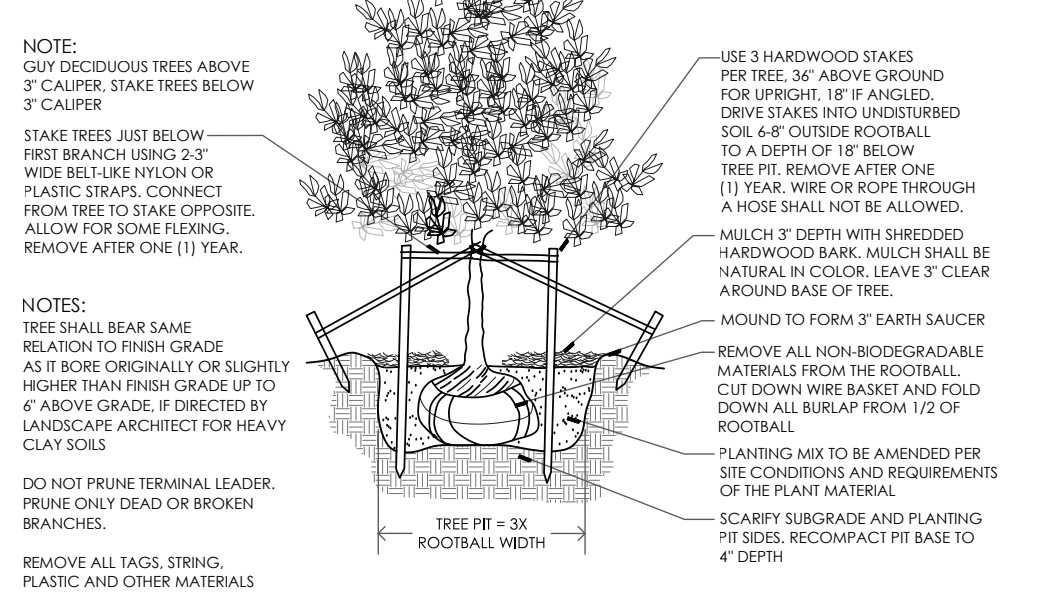 NOTE:
GUY DECIDUOUS TREES ABOVE
3" CALIPER, STAKE TREES BELOW
3" CALIPER
STAKE TREES JUST BELOW
FIRST BRANCH USING 2-3"
WIDE BELT-LIKE NYLON OR
PLASTIC STRAPS. CONNECT
FROM TREE TO STAKE OPPOSITE.
ALLOW FOR SOME FLEXING.
REMOVE AFTER ONE (1) YEAR.
NOTES:
TREE SHALL BEAR SAME
RELATION TO FINISH GRADE
AS IT BORE ORIGINALLY OR SLIGHTLY
HIGHER THAN FINISH GRADE UP TO
6" ABOVE GRADE, IF DIRECTED BY
LANDSCAPE ARCHITECT FOR HEAVY
CLAY SOILS
DO NOT PRUNE TERMINAL LEADER.
PRUNE ONLY DEAD OR BROKEN
BRANCHES.
REMOVE ALL TAGS, STRING,
PLASTIC AND OTHER MATERIALS
TREE PIT = 3X
ROOTBALL WIDTH
USE 3 HARDWOOD STAKES
PER TREE, 36" ABOVE GROUND
FOR UPRIGHT, 18" IF ANGLED.
DRIVE STAKES INTO UNDISTURBED
SOIL 6-8" OUTSIDE ROOTBALL
TO A DEPTH OF 18" BELOW
TREE PIT. REMOVE AFTER ONE
(1) YEAR. WIRE OR ROPE THROUGH
A HOSE SHALL NOT BE ALLOWED.
MULCH 3" DEPTH WITH SHREDDED
HARDWOOD BARK. MULCH SHALL BE
NATURAL IN COLOR. LEAVE 3" CLEAR
AROUND BASE OF TREE.
MOUND TO FORM 3" EARTH SAUCER
REMOVE ALL NON-BIODEGRADABLE
MATERIALS FROM THE ROOTBALL.
CUT DOWN WIRE BASKET AND FOLD
DOWN ALL BURLAP FROM 1/2 OF
ROOTBALL
PLANTING MIX TO BE AMENDED PER
SITE CONDITIONS AND REQUIREMENTS
OF THE PLANT MATERIAL
SCARIFY SUBGRADE AND PLANTING
PIT SIDES. RECOMPACT PIT BASE TO
4" DEPTH